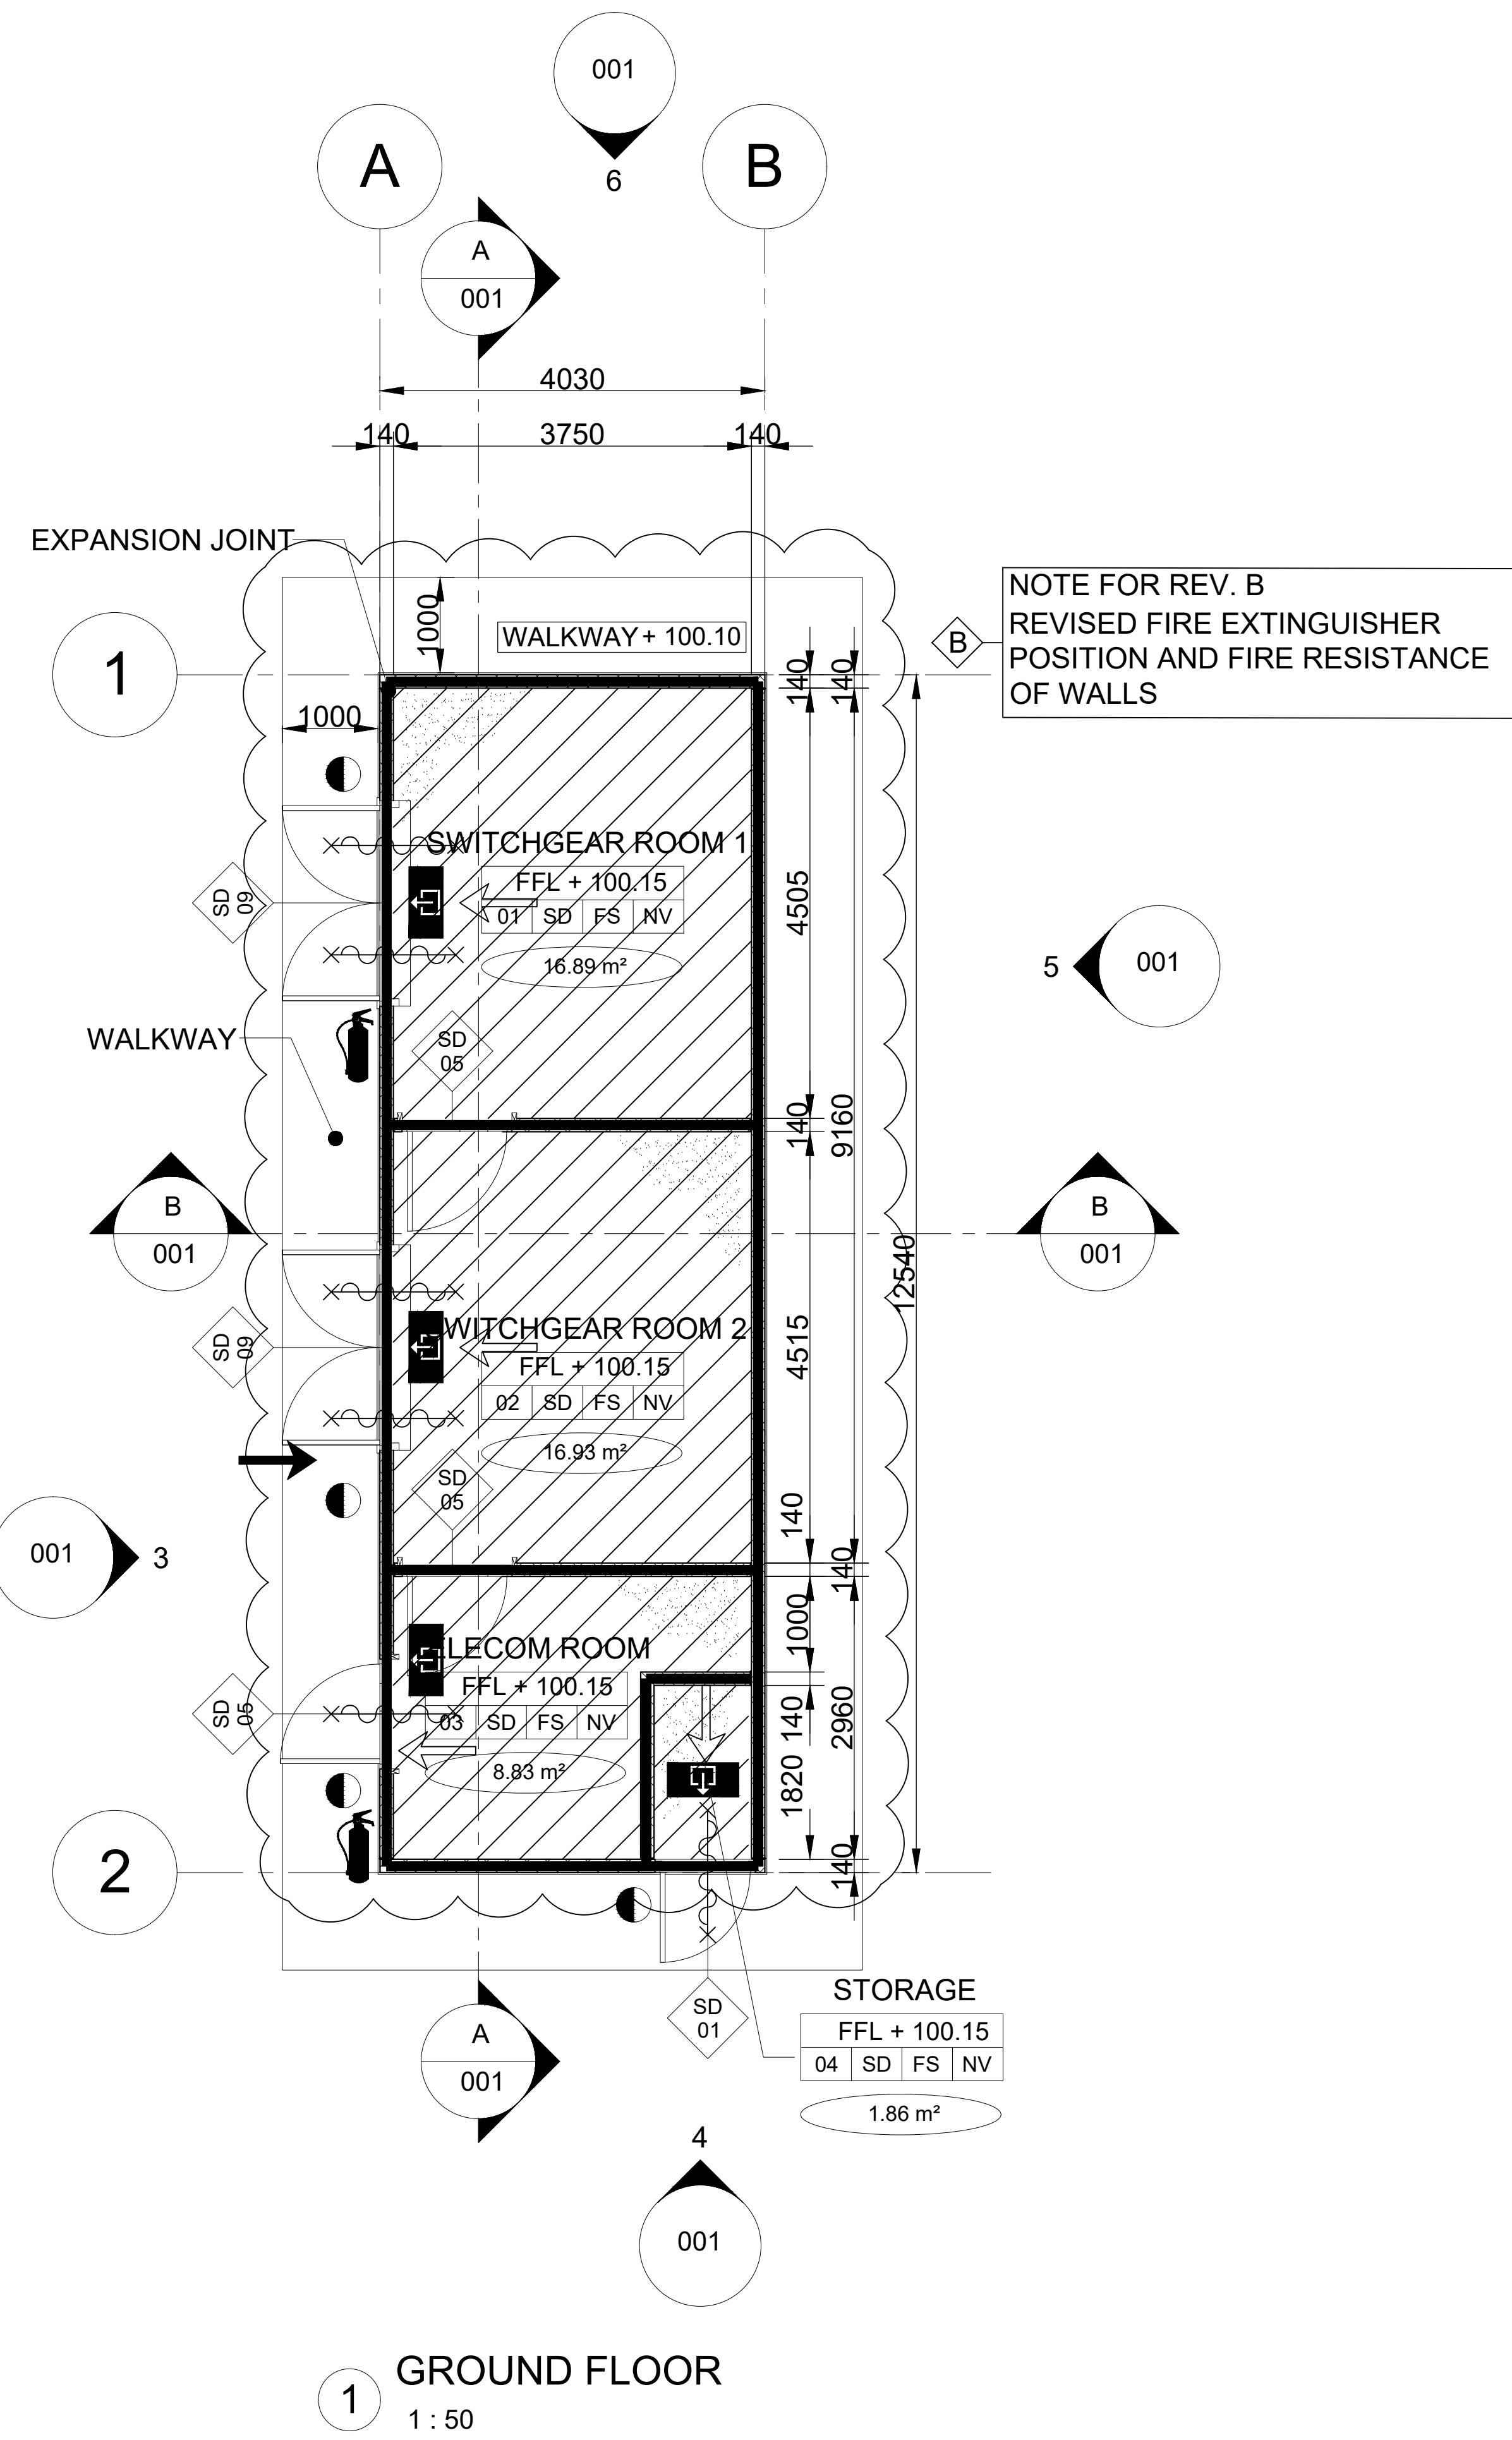 001
6
A
B
A
001
4030
140
3750
140
EXPANSION JOINT
1000
WALKWAY + 100.10
NOTE FOR REV. B
REVISED FIRE EXTINGUISHER
POSITION AND FIRE RESISTANCE
OF WALLS
B
1
140
140
1000
SWITCHGEAR ROOM 1
FFL + 100.15
01 SD FS NV
16.89 m²
SD
09
4505
5
001
WALKWAY
SD
05
140
9160
B
001
B
001
12540
SWITCHGEAR ROOM 2
FFL + 100.15
02 SD FS NV
16.93 m²
SD
09
4515
SD
05
140
001
3
140
1000
TELECOM ROOM
FFL + 100.15
03 SD FS NV
8.83 m²
SD
05
140
2960
1820
2
140
STORAGE
FFL + 100.15
04 SD FS NV
1.86 m²
SD
01
A
001
4
001
1
GROUND FLOOR
1 : 50